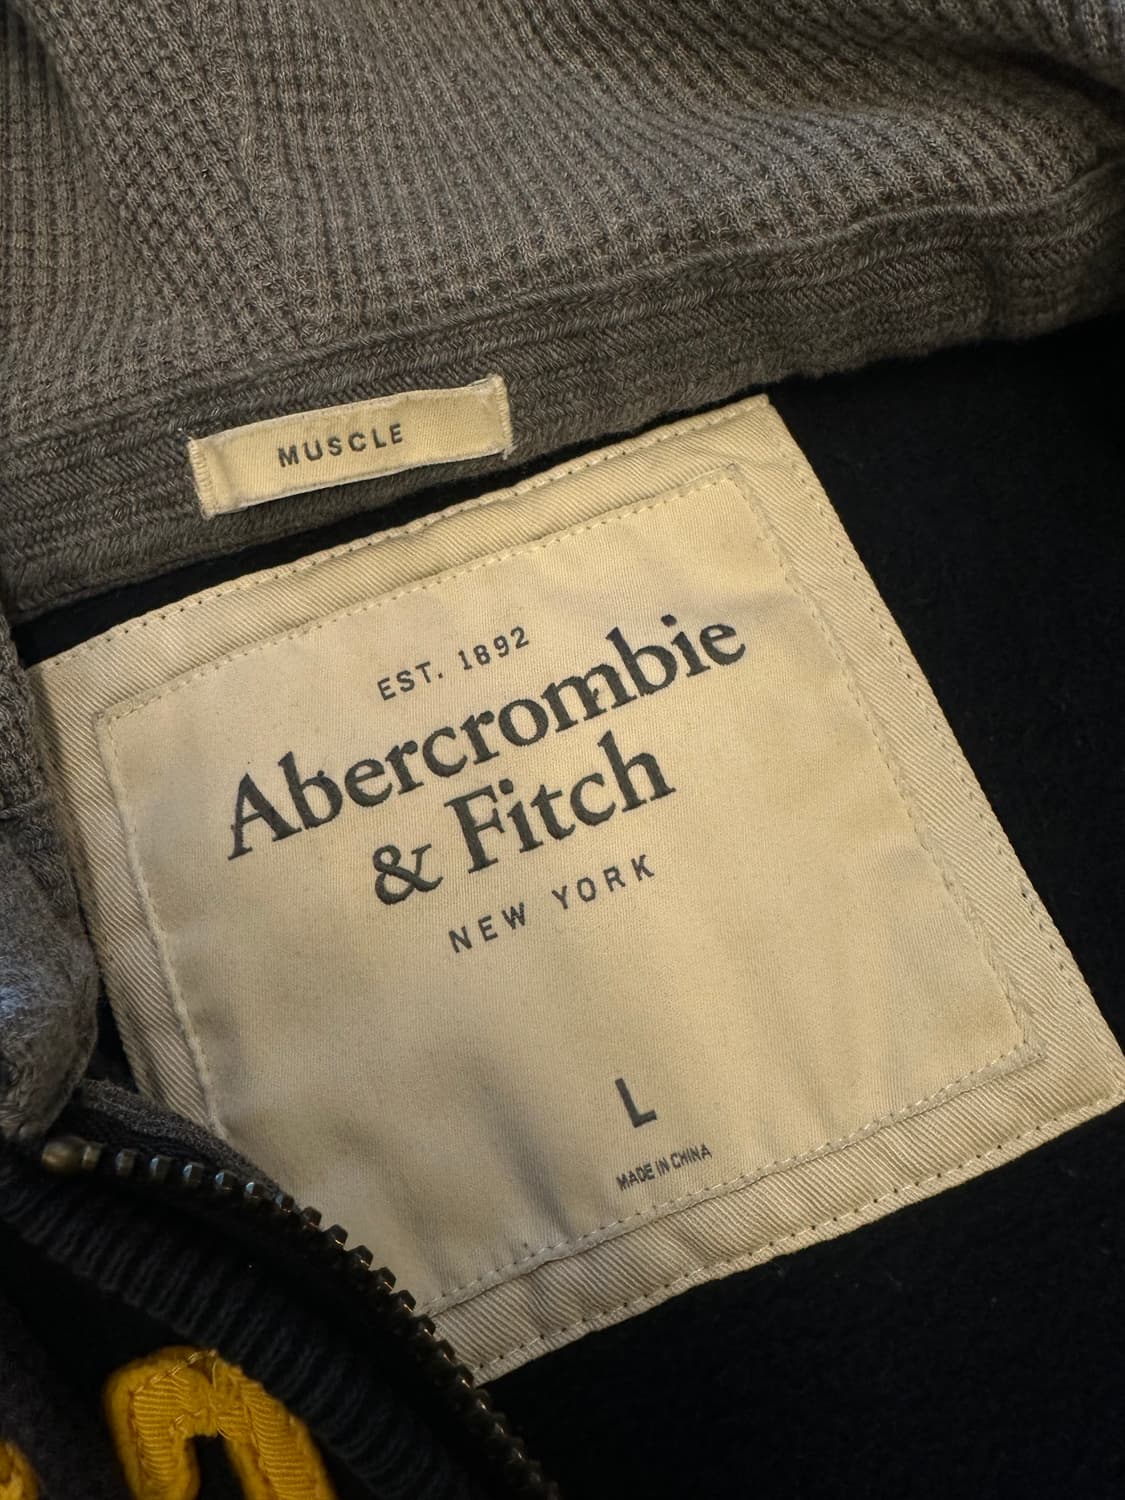 MUSCLE
EST. 1892
Abercrombie
& Fitch
NEW YORK
L
MADE IN CHINA